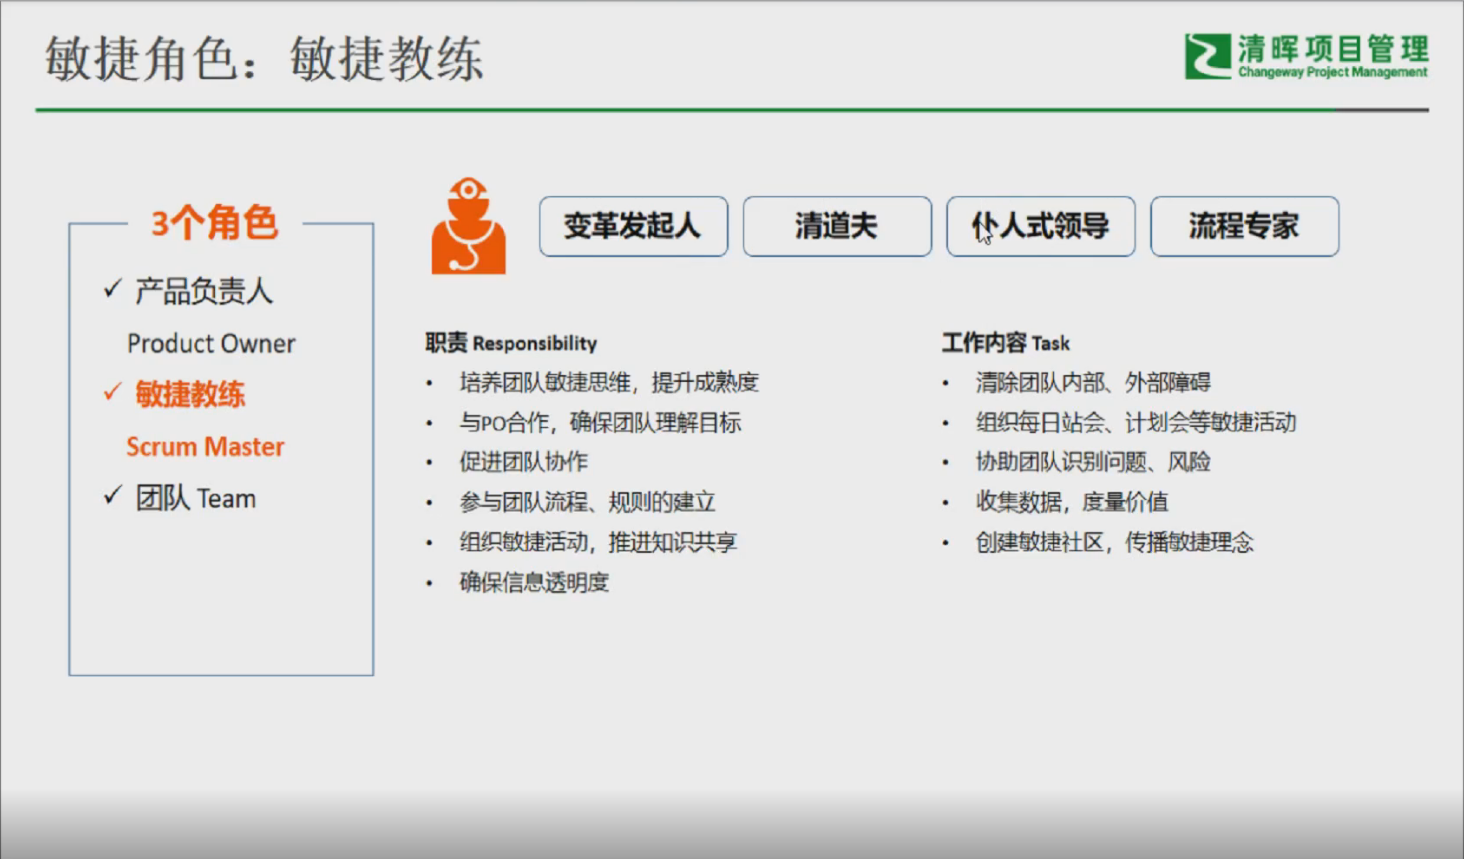 敏捷角色：敏捷教练
清晖项目管理
Changeway Project Management
3个角色
✓ 产品负责人
Product Owner
✓ 敏捷教练
Scrum Master
✓ 团队 Team
变革发起人
清道夫
仆人式领导
流程专家
职责 Responsibility
• 培养团队敏捷思维，提升成熟度
• 与PO合作，确保团队理解目标
• 促进团队协作
• 参与团队流程、规则的建立
• 组织敏捷活动，推进知识共享
• 确保信息透明度
工作内容 Task
• 清除团队内部、外部障碍
• 组织每日站会、计划会等敏捷活动
• 协助团队识别问题、风险
• 收集数据，度量价值
• 创建敏捷社区，传播敏捷理念